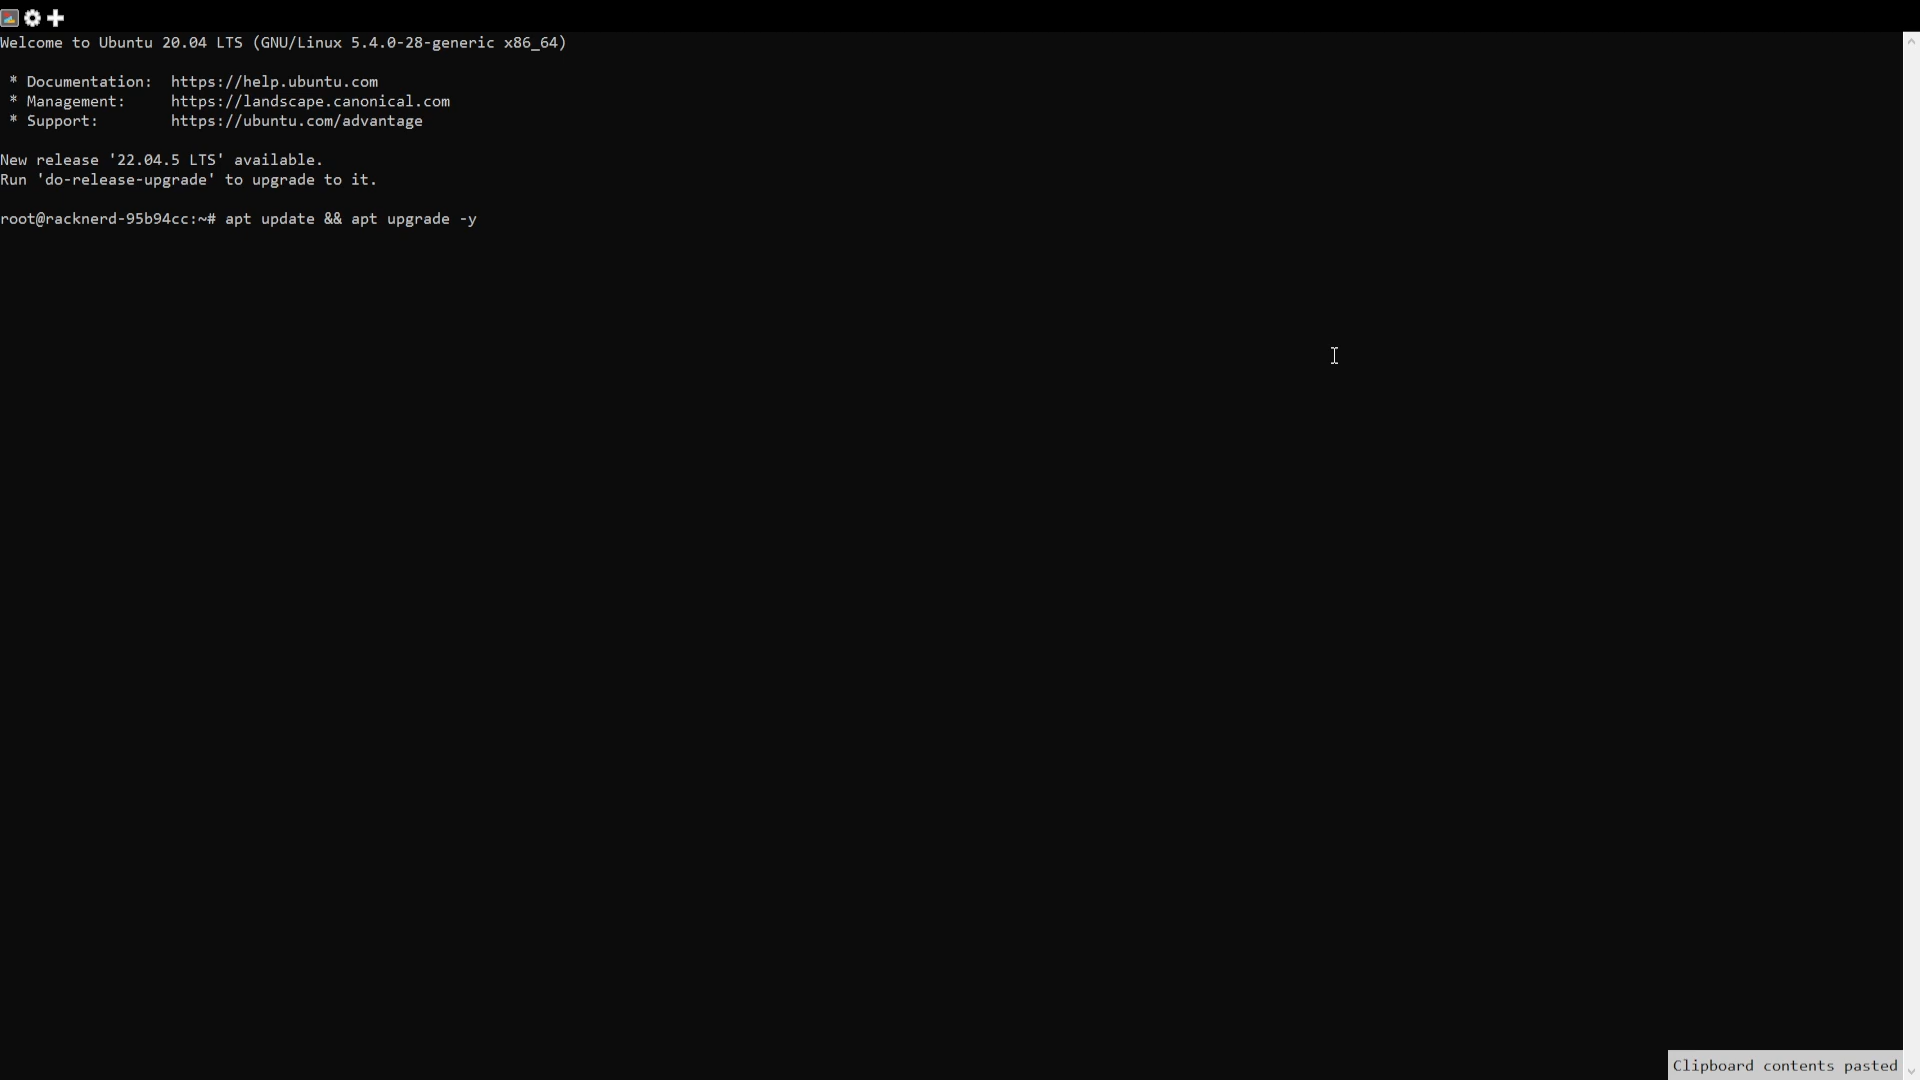 Welcome to Ubuntu 20.04 LTS (GNU/Linux 5.4.0-28-generic x86_64)
* Documentation:  https://help.ubuntu.com
* Management:     https://landscape.canonical.com
* Support:        https://ubuntu.com/advantage
New release '22.04.5 LTS' available.
Run 'do-release-upgrade' to upgrade to it.
root@racknerd-95b94cc:~# apt update && apt upgrade -y
Clipboard contents pasted